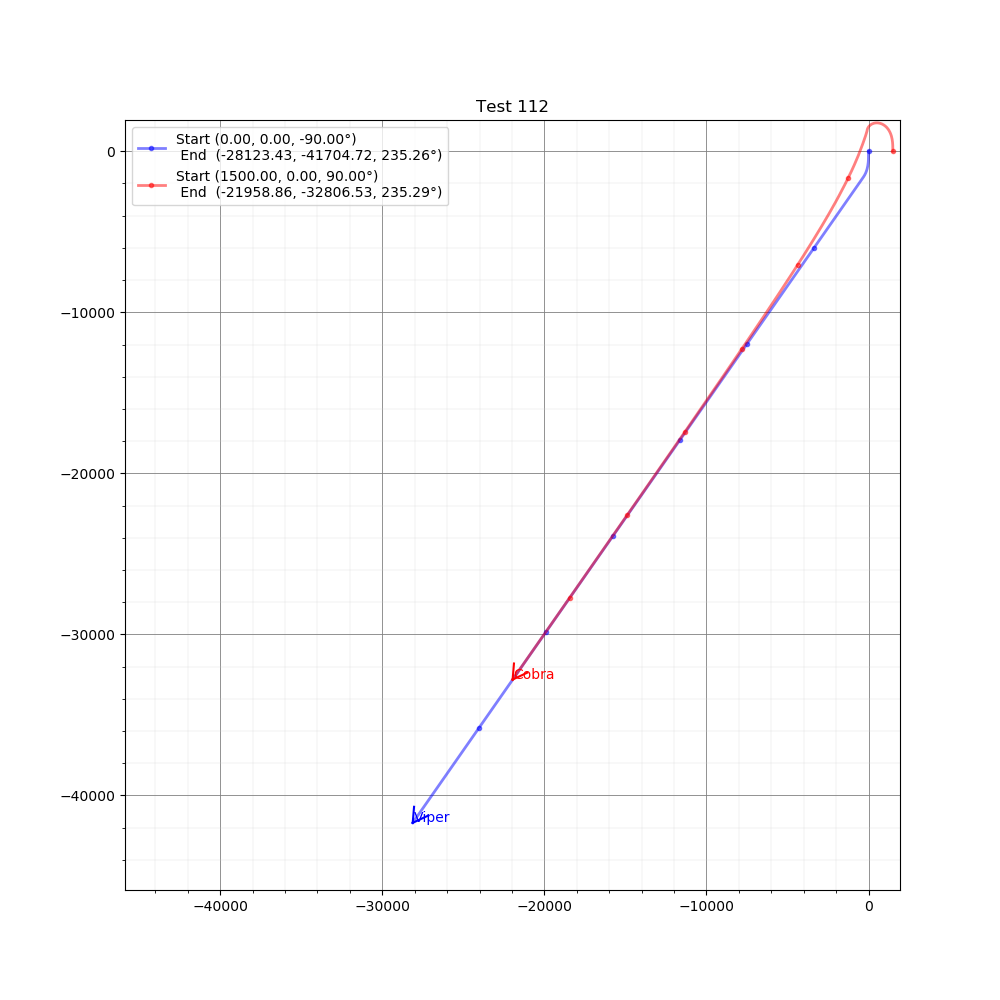 Test 112
Start (0.00, 0.00, -90.00°)
End  (-28123.43, -41704.72, 235.26°)
Start (1500.00, 0.00, 90.00°)
End  (-21958.86, -32806.53, 235.29°)
0
−10000
−20000
−30000
−40000
Cobra
Viper
−40000
−30000
−20000
−10000
0